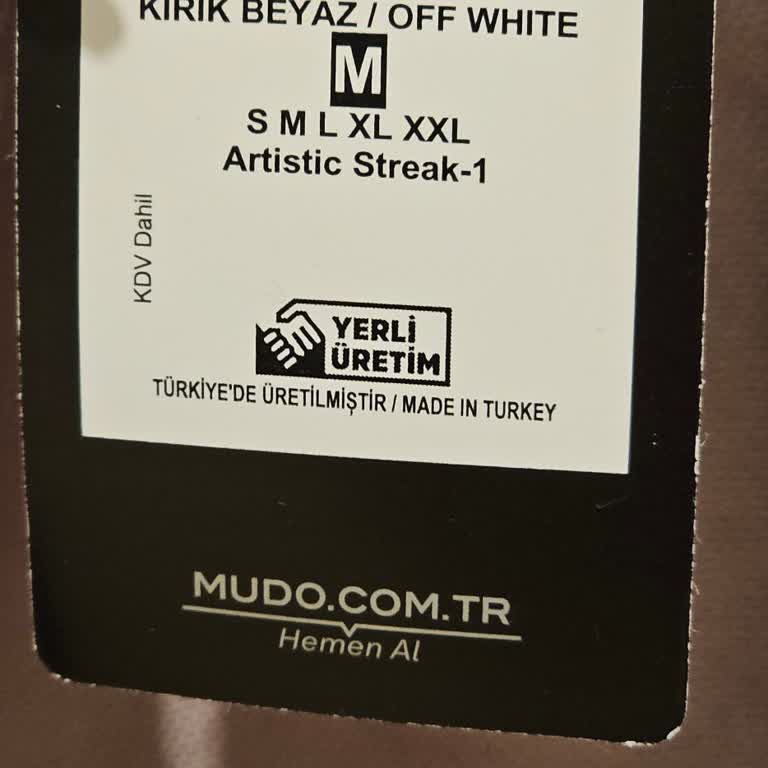 KIRIK BEYAZ / OFF WHITE
M
S M L XL XXL
Artistic Streak-1
KDV Dahil
YERLİ
ÜRETİM
TÜRKİYE'DE ÜRETİLMİŞTİR / MADE IN TURKEY
MUDO.COM.TR
Hemen Al